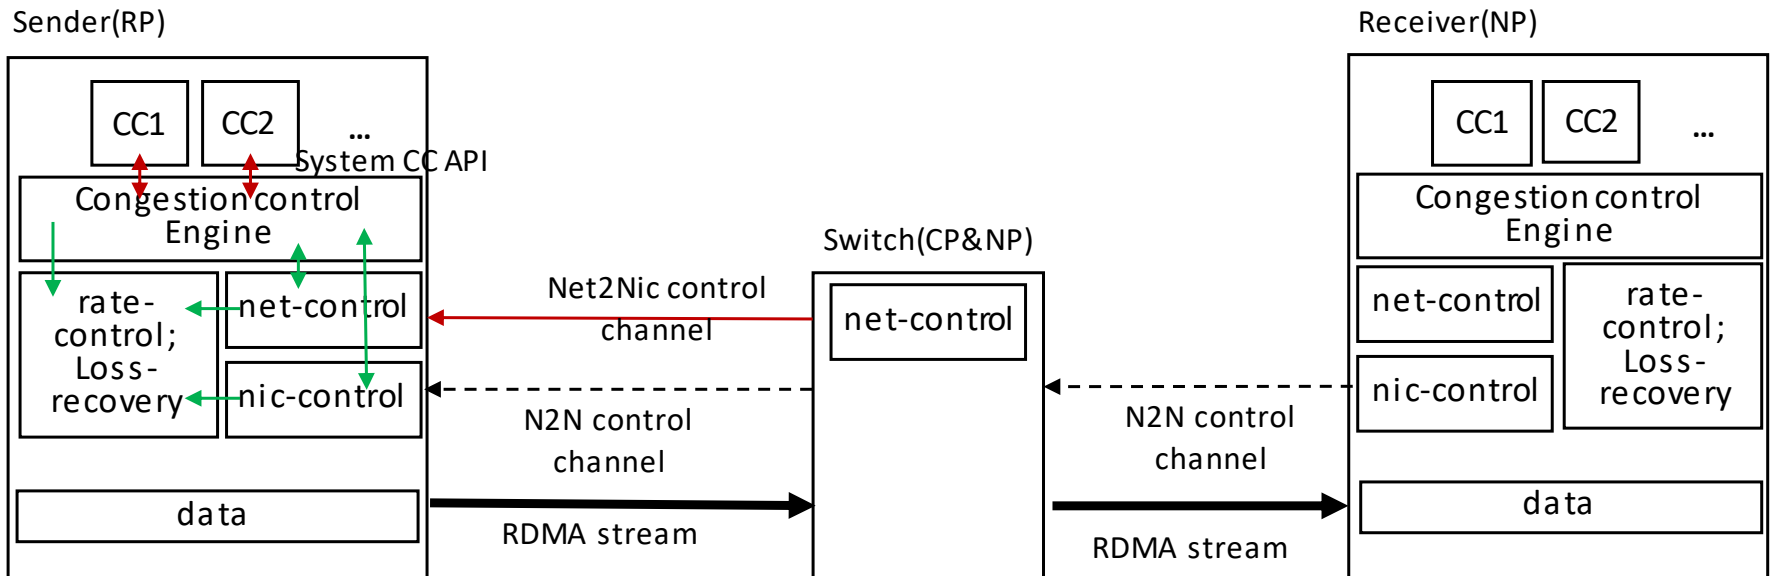 Sender(RP)
CC1
CC2
...
System CC API
Congestion control
Engine
rate-
control;
Loss-
recovery
net-control
nic-control
data
Net2Nic control
channel
N2N control
channel
RDMA stream
Switch(CP&NP)
net-control
N2N control
channel
RDMA stream
Receiver(NP)
CC1
CC2
...
Congestion control
Engine
net-control
nic-control
rate-
control;
Loss-
recovery
data